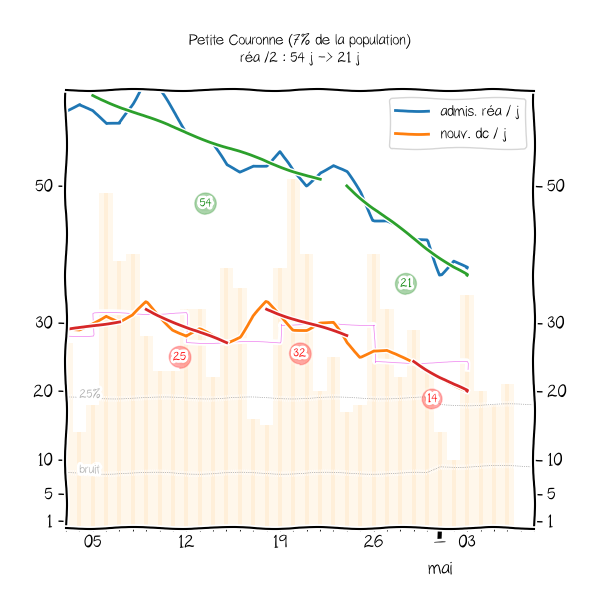 Petite Couronne (7% de la population)
réa /2 : 54 j -> 21 j
admis. réa / j
nouv. dc / j
50 50
54
21
30 30
25 32
20 20
25%
14
10 10
bruit
5 5
1 1
05 12 19 26 03
mai